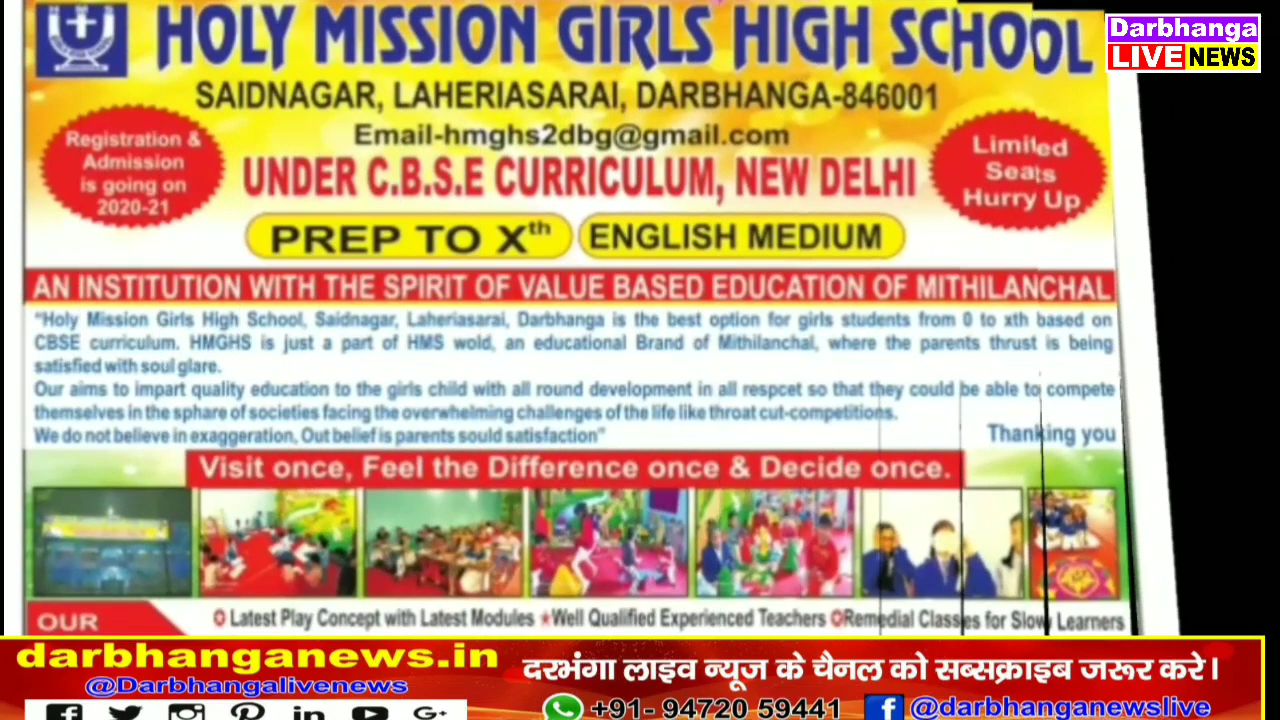 HOLY MISSION GIRLS HIGH SCHOOL
Darbhanga
LIVE NEWS
SAIDNAGAR, LAHERIASARAI, DARBHANGA-846001
Email-hmghs2dbg@gmail.com
Registration &
Admission
is going on
2020-21
UNDER C.B.S.E CURRICULUM, NEW DELHI
Limited
Seats
Hurry Up
PREP TO Xth
ENGLISH MEDIUM
AN INSTITUTION WITH THE SPIRIT OF VALUE BASED EDUCATION OF MITHILANCHAL
"Holy Mission Girls High School, Saidnagar, Laheriasarai, Darbhanga is the best option for girls students from 0 to xth based on
CBSE curriculum. HMGHS is just a part of HMS wold, an educational Brand of Mithilanchal, where the parents thrust is being
satisfied with soul glare.
Our aims to impart quality education to the girls child with all round development in all respcet so that they could be able to compete
themselves in the sphare of societies facing the overwhelming challenges of the life like throat cut-competitions.
We do not believe in exaggeration, Out belief is parents sould satisfaction"
Thanking you
Visit once, Feel the Difference once & Decide once.
OUR
Latest Play Concept with Latest Modules ★Well Qualified Experienced Teachers Remedial Classes for Slow Learners
darbhanganews.in
@Darbhangalivenews
दरभंगा लाइव न्यूज के चैनल को सब्सक्राइब जरूर करे।
+91- 94720 59441
@darbhanganewslive